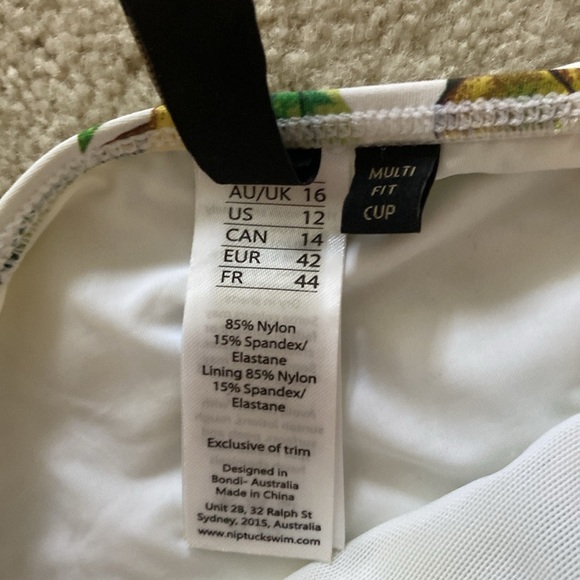 AU/UK 16
US 12
CAN 14
EUR 42
FR 44
85% Nylon
15% Spandex/
Elastane
Lining 85% Nylon
15% Spandex/
Elastane
Exclusive of trim
Designed in
Bondi- Australia
Made in China
Unit 28, 32 Ralph St
Sydney, 2015, Australia
www.niptuckswim.com
MULTI
FIT
CUP